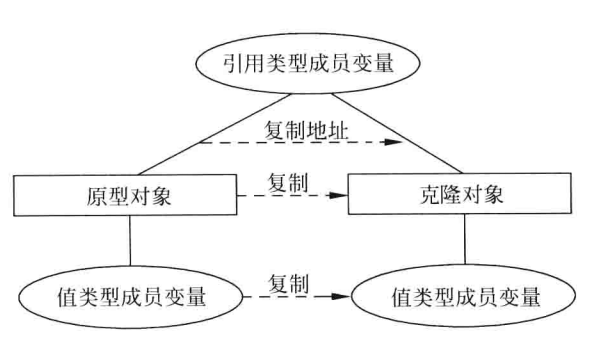 引用类型成员变量
复制地址
原型对象
复制
克隆对象
值类型成员变量
复制
值类型成员变量